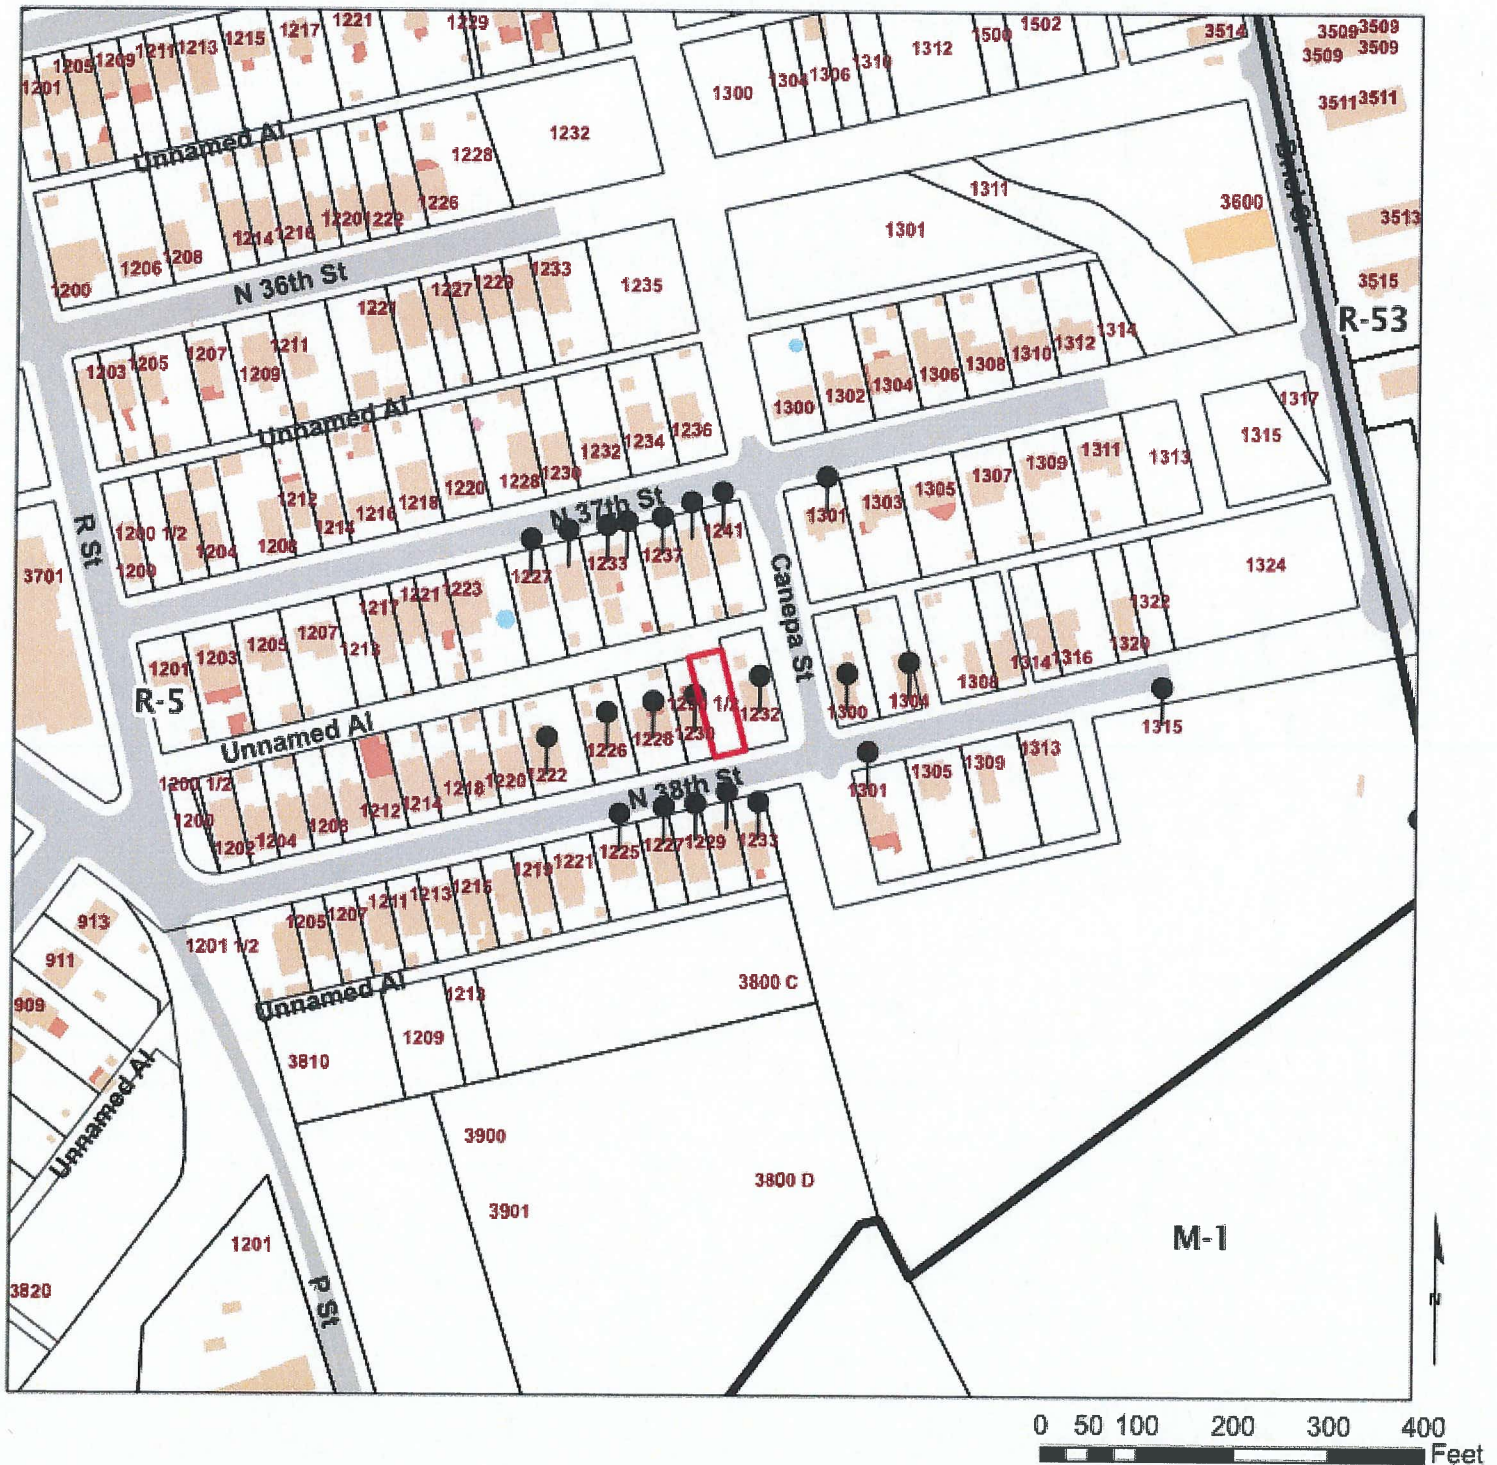 1201 1205 1209 1211 1213 1215 1217 1221 1229
1300 1304 1306 1310 1312 1500 1502
3514 3509 3509
3509 3509
3511 3511
Unnamed Al
1228 1232
1200 1206 1208 1214 1216 1220 1222 1226
N 36th St
1301 1311 3600
Briel St
3513
3515
R-53
1203 1205 1207 1209 1211 1221 1227 1229 1233 1235
Unnamed Al
1300 1302 1304 1306 1308 1310 1312 1314
1317
1315
1200 1200 1/2 1204 1208 1212 1214 1216 1218 1220 1228 1230 1232 1234 1236
N 37th St
R St
3701
1301 1303 1305 1307 1309 1311 1313
1201 1203 1205 1207 1213 1217 1221 1223 1227 1233 1237 1241
Canepa St
R-5
Unnamed Al
1300 1304 1308 1314 1316 1320 1322 1324
1200 1/2
1200 1202 1204 1208 1212 1214 1218 1220 1222 1226 1228 1230 1230 1/2 1232
N 38th St
1301 1305 1309 1313 1315
1201 1/2 1205 1207 1211 1213 1215 1219 1221 1225 1227 1229 1233
913
911
909
Unnamed Al
3810 1209 1213 3800 C
Unnamed Al
3900
3901
3800 D
1201
3820
P St
M-1
N
0 50 100 200 300 400
Feet